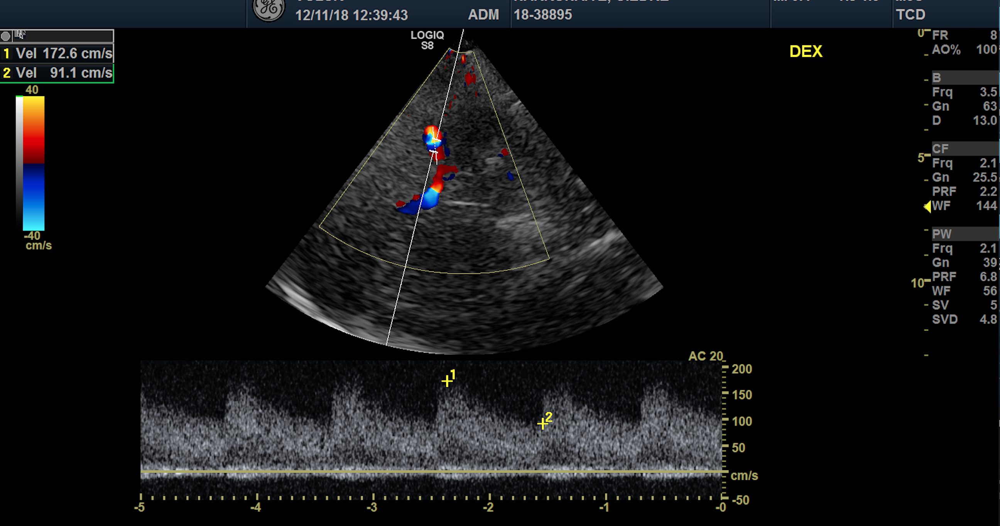 12/11/18 12:39:43 ADM 18-38895 TCD
LOGIQ
S8
DEX
1 Vel 172.6 cm/s
2 Vel 91.1 cm/s
40
-40
cm/s
0
5
10
FR 8
AO% 100
B
Frq 3.5
Gn 63
D 13.0
CF
Frq 2.1
Gn 25.5
PRF 2.2
WF 144
PW
Frq 2.1
Gn 39
PRF 6.8
WF 56
SV 5
SVD 4.8
AC 20
1
2
200
150
100
50
cm/s
-50
-5 -4 -3 -2 -1 -0